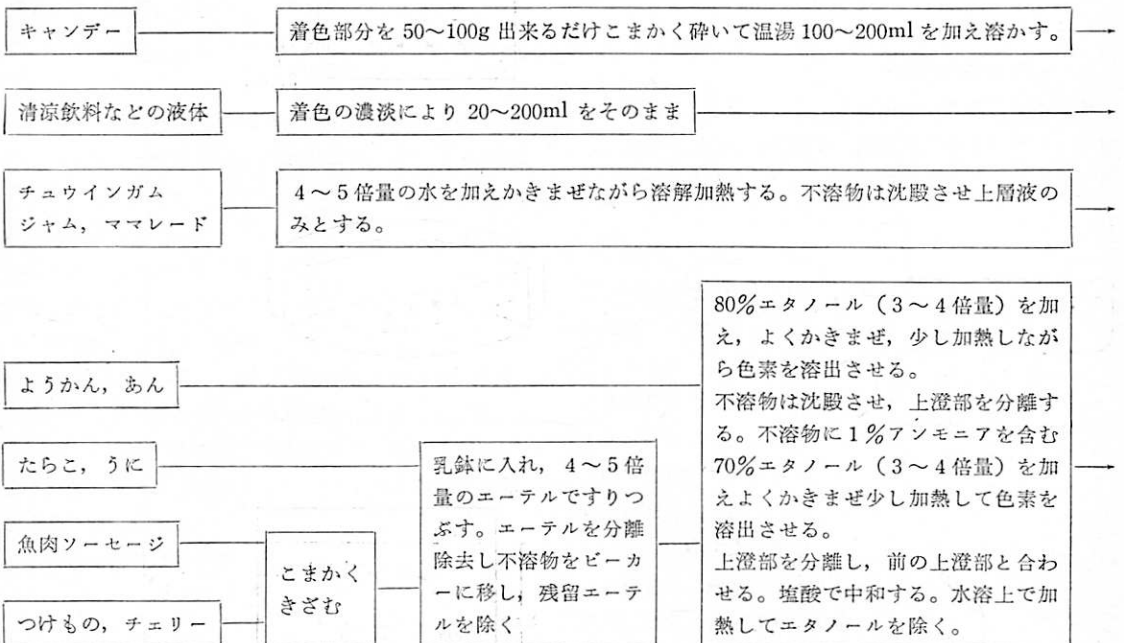 キャンデー
着色部分を 50〜100g 出来るだけこまかく砕いて温湯 100〜200ml を加え溶かす。
清涼飲料などの液体
着色の濃淡により 20〜200ml をそのまま
チュウインガム
ジャム, ママレード
4〜5倍量の水を加えかきまぜながら溶解加熱する。不溶物は沈殿させ上層液の
みとする。
ようかん, あん
たらこ, うに
魚肉ソーセージ
つけもの, チェリー
こまかく
きざむ
乳鉢に入れ, 4〜5倍
量のエーテルですりつ
ぶす。エーテルを分離
除去し不溶物をビーカ
ーに移し, 残留エーテ
ルを除く
80%エタノール(3〜4倍量)を加
え, よくかきまぜ, 少し加熱しなが
ら色素を溶出させる。
不溶物は沈殿させ, 上澄部を分離す
る。不溶物に1%アンモニアを含む
70%エタノール(3〜4倍量)を加
えよくかきまぜ少し加熱して色素を
溶出させる。
上澄部を分離し, 前の上澄部と合わ
せる。塩酸で中和する。水溶上で加
熱してエタノールを除く。